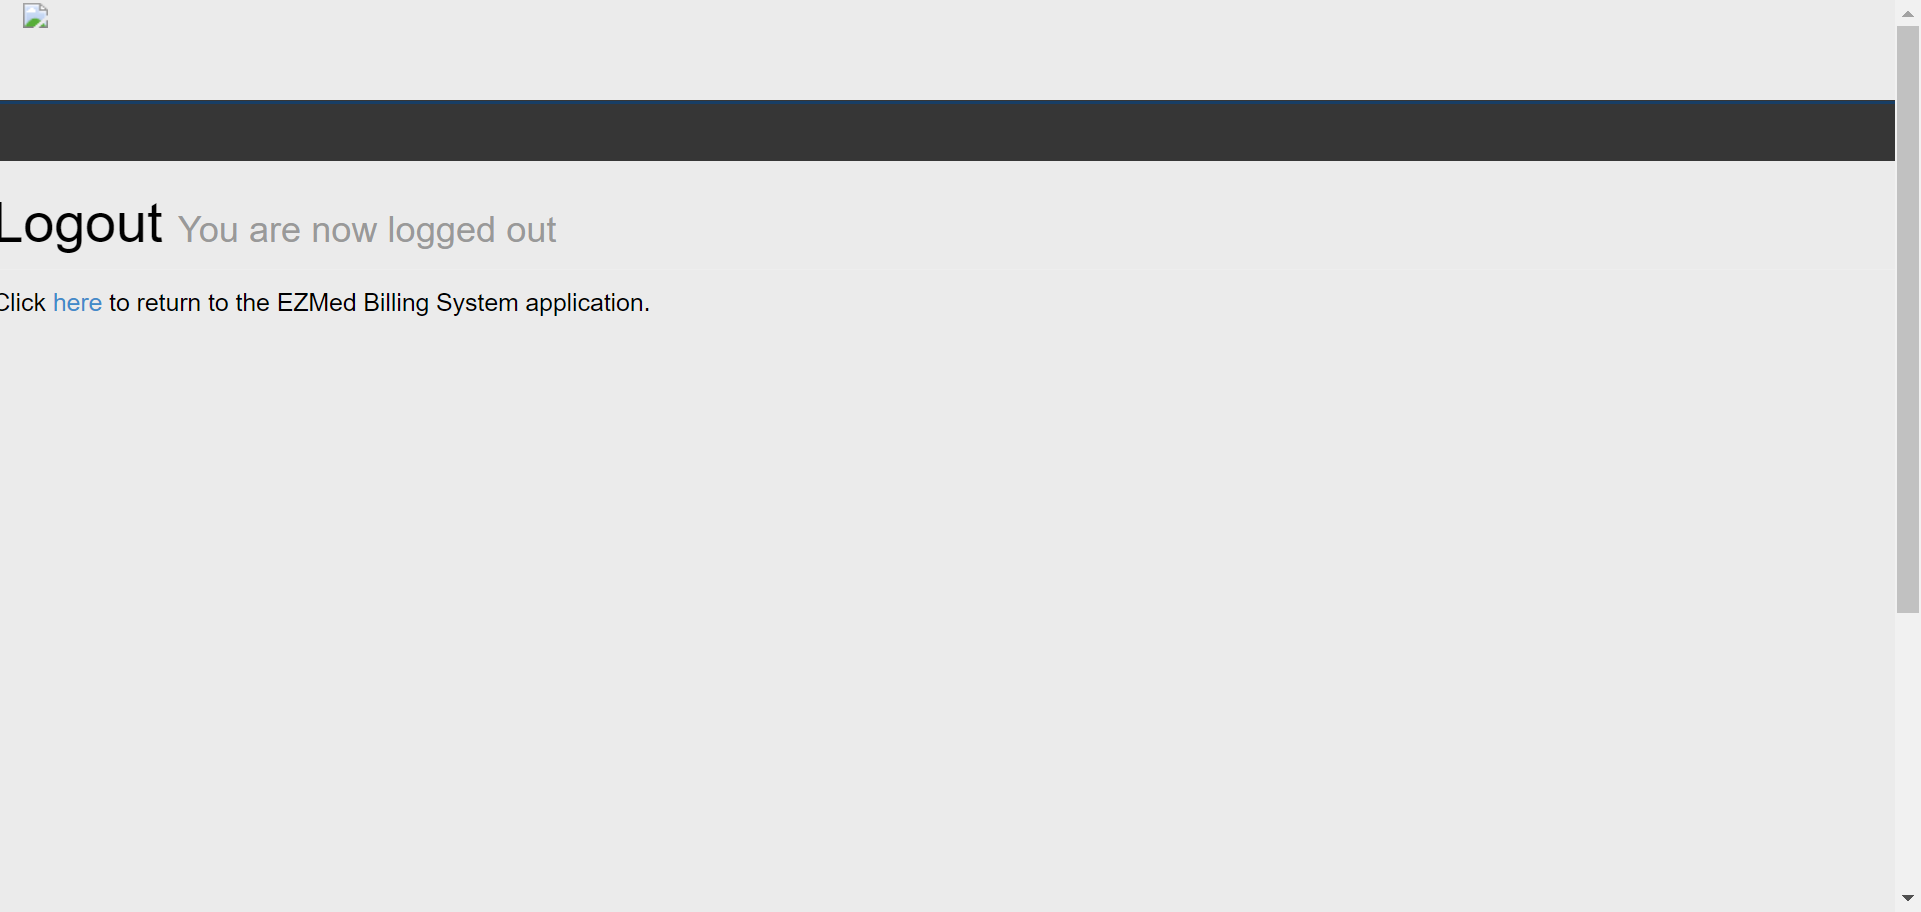 Logout You are now logged out
Click here to return to the EZMed Billing System application.